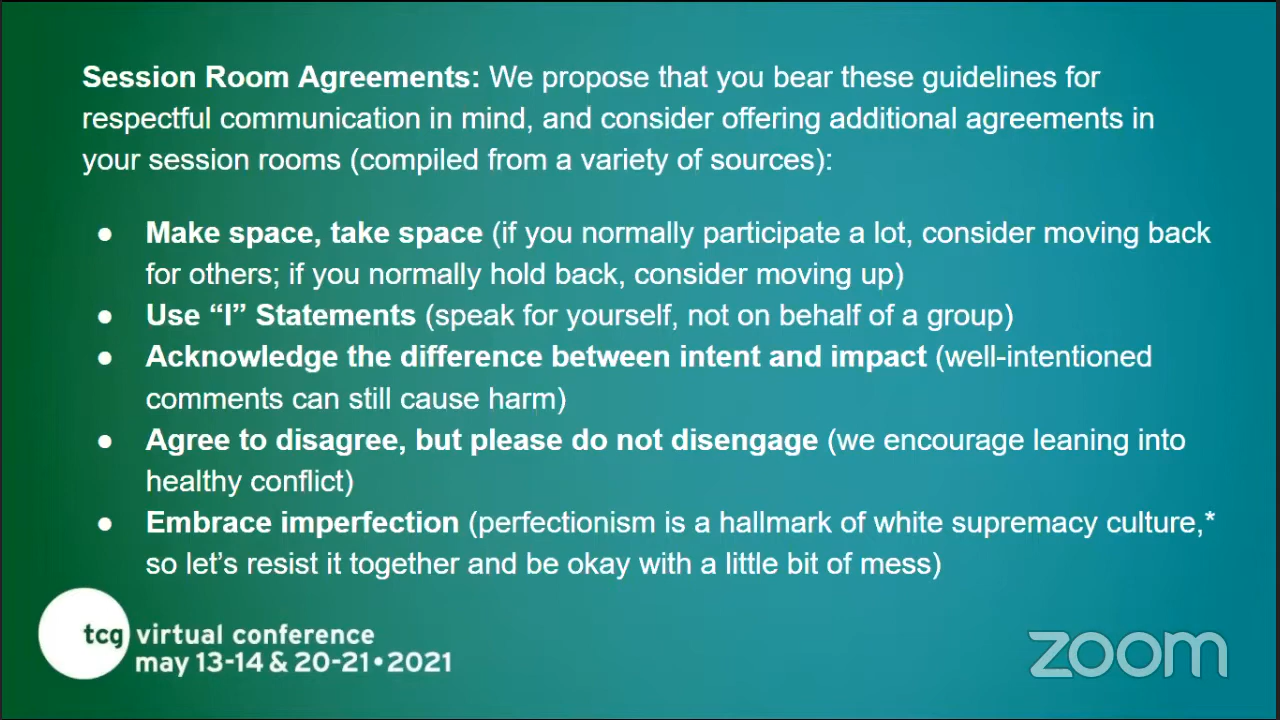 Session Room Agreements: We propose that you bear these guidelines for
respectful communication in mind, and consider offering additional agreements in
your session rooms (compiled from a variety of sources):
● Make space, take space (if you normally participate a lot, consider moving back
for others; if you normally hold back, consider moving up)
● Use “I” Statements (speak for yourself, not on behalf of a group)
● Acknowledge the difference between intent and impact (well-intentioned
comments can still cause harm)
● Agree to disagree, but please do not disengage (we encourage leaning into
healthy conflict)
● Embrace imperfection (perfectionism is a hallmark of white supremacy culture,*
so let’s resist it together and be okay with a little bit of mess)
tcg virtual conference
may 13-14 & 20-21•2021
zoom